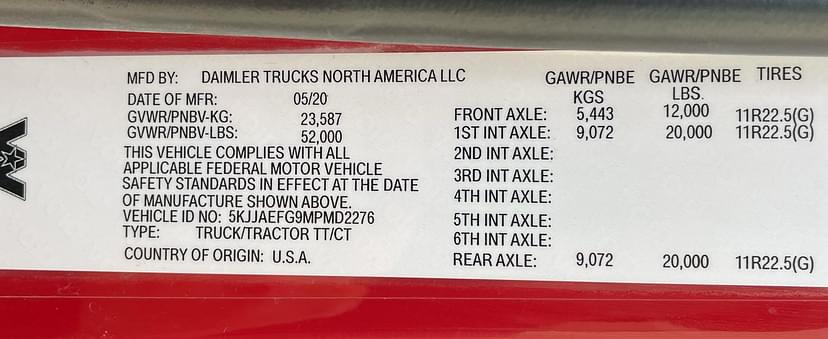 MFD BY: DAIMLER TRUCKS NORTH AMERICA LLC
DATE OF MFR: 05/20
GVWR/PNBV-KG: 23,587
GVWR/PNBV-LBS: 52,000
THIS VEHICLE COMPLIES WITH ALL
APPLICABLE FEDERAL MOTOR VEHICLE
SAFETY STANDARDS IN EFFECT AT THE DATE
OF MANUFACTURE SHOWN ABOVE.
VEHICLE ID NO: 5KJJAEFG9MPMD2276
TYPE: TRUCK/TRACTOR TT/CT
COUNTRY OF ORIGIN: U.S.A.
GAWR/PNBE GAWR/PNBE TIRES
KGS LBS.
FRONT AXLE: 5,443 12,000 11R22.5(G)
1ST INT AXLE: 9,072 20,000 11R22.5(G)
2ND INT AXLE:
3RD INT AXLE:
4TH INT AXLE:
5TH INT AXLE:
6TH INT AXLE:
REAR AXLE: 9,072 20,000 11R22.5(G)